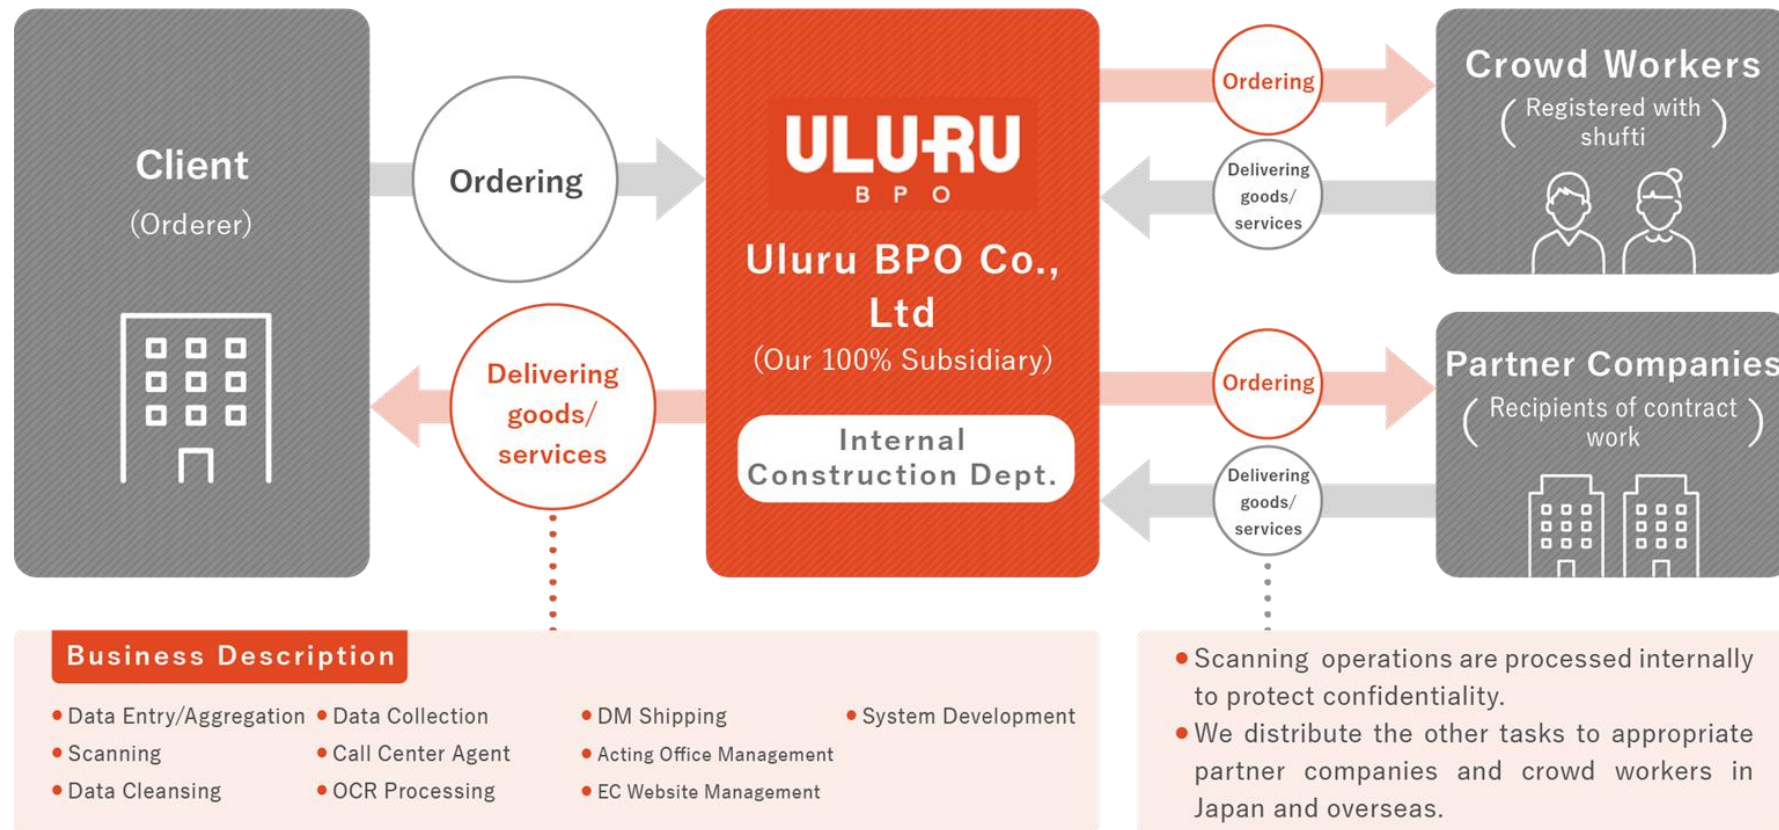 Client
(Orderer)
Ordering
Delivering
goods/
services
ULURU
BPO
Uluru BPO Co.,
Ltd
(Our 100% Subsidiary)
Internal
Construction Dept.
Ordering
Delivering
goods/
services
Crowd Workers
(Registered with
shufti)
Ordering
Delivering
goods/
services
Partner Companies
(Recipients of contract
work)
Business Description
• Data Entry/Aggregation
• Scanning
• Data Cleansing
• Data Collection
• Call Center Agent
• OCR Processing
• DM Shipping
• Acting Office Management
• EC Website Management
• System Development
• Scanning operations are processed internally
to protect confidentiality.
• We distribute the other tasks to appropriate
partner companies and crowd workers in
Japan and overseas.